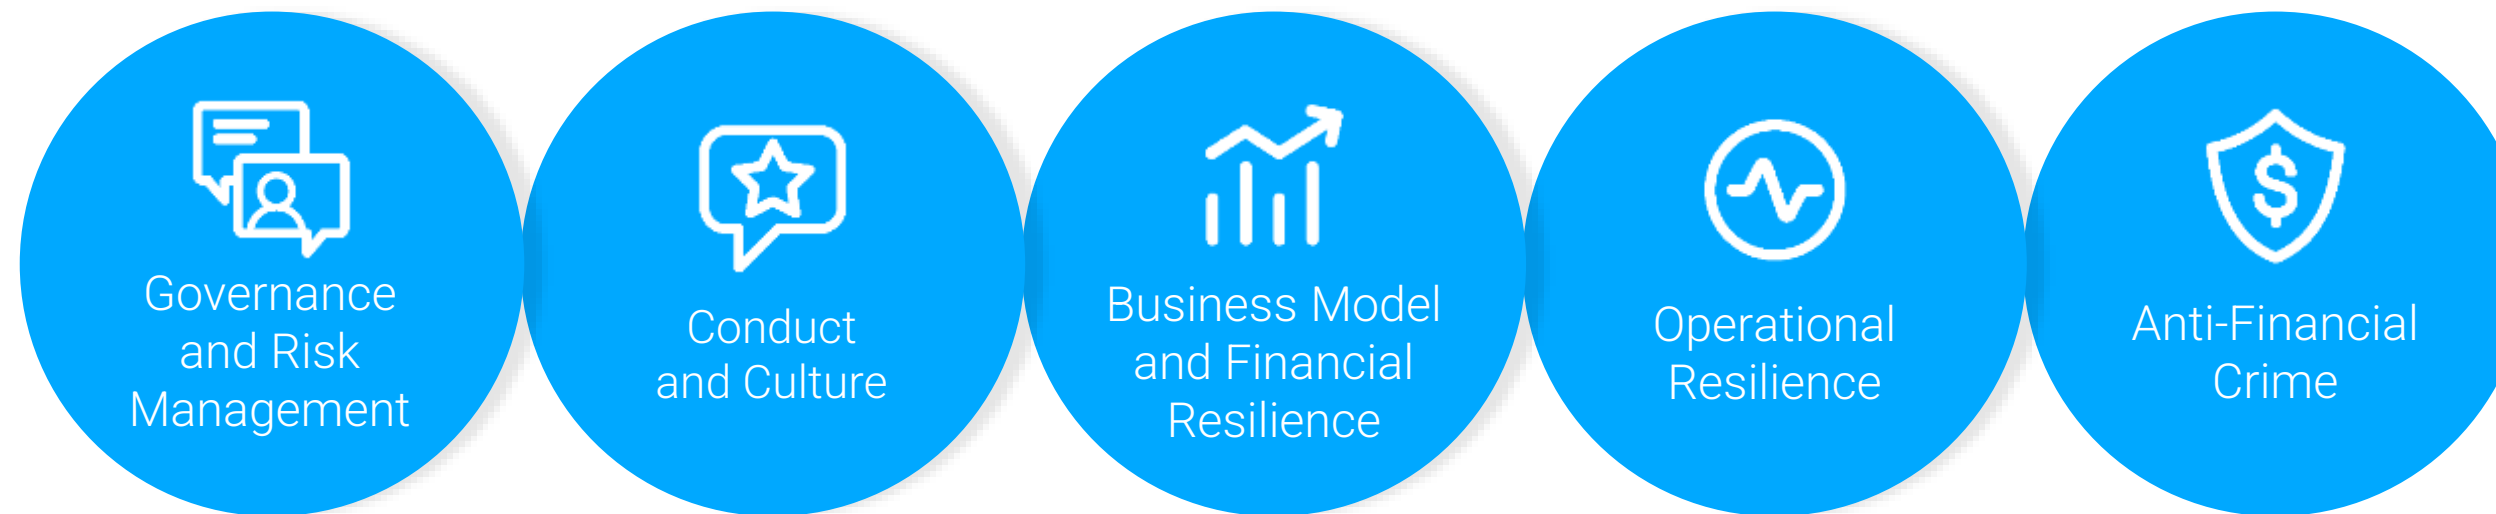 Governance
and Risk
Management
Conduct
and Culture
Business Model
and Financial
Resilience
Operational
Resilience
Anti-Financial
Crime